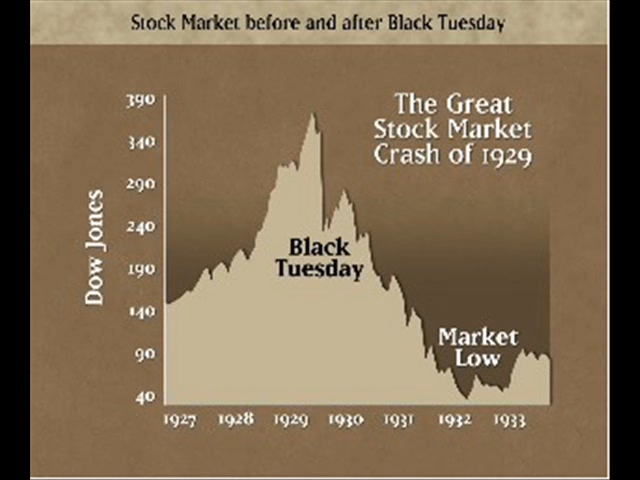 Stock Market before and after Black Tuesday
The Great
Stock Market
Crash of 1929
Dow Jones
390
340
290
240
190
140
90
40
Black
Tuesday
Market
Low
1927 1928 1929 1930 1931 1932 1933